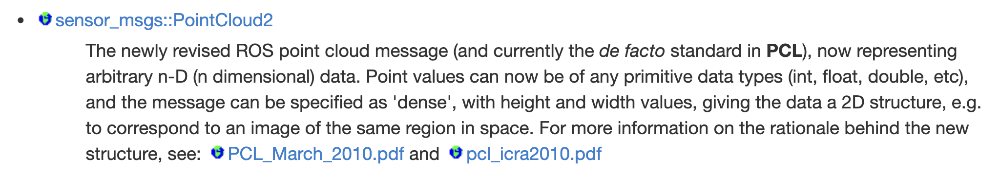 • sensor_msgs::PointCloud2
The newly revised ROS point cloud message (and currently the de facto standard in PCL), now representing
arbitrary n-D (n dimensional) data. Point values can now be of any primitive data types (int, float, double, etc),
and the message can be specified as 'dense', with height and width values, giving the data a 2D structure, e.g.
to correspond to an image of the same region in space. For more information on the rationale behind the new
structure, see: PCL_March_2010.pdf and pcl_icra2010.pdf